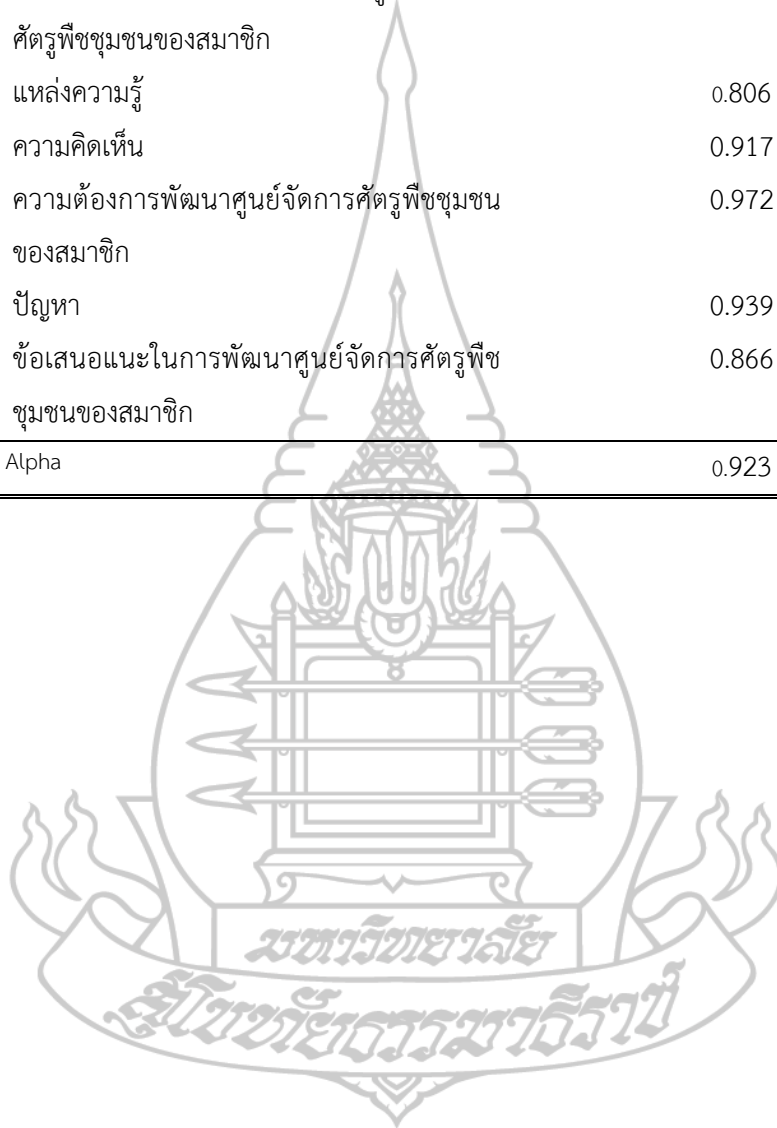 ศัตรูพืชชุมชนของสมาชิก
แหล่งความรู้ 0.806
ความคิดเห็น 0.917
ความต้องการพัฒนาศูนย์จัดการศัตรูพืชชุมชน 0.972
ของสมาชิก
ปัญหา 0.939
ข้อเสนอแนะในการพัฒนาศูนย์จัดการศัตรูพืช 0.866
ชุมชนของสมาชิก
Alpha 0.923
มหาวิทยาลัย
สุโขทัยธรรมาธิราช